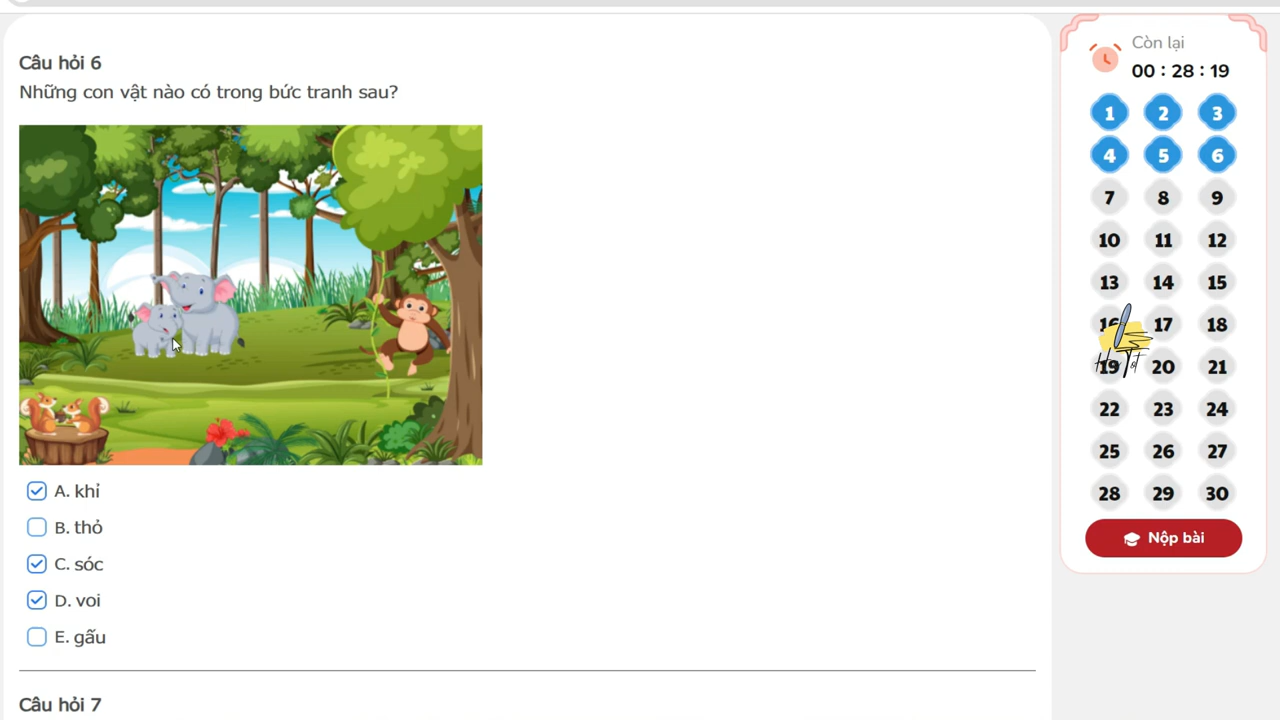 Câu hỏi 6
Những con vật nào có trong bức tranh sau?
A. khỉ
B. thỏ
C. sóc
D. voi
E. gấu
Câu hỏi 7
Còn lại
00 : 28 : 19
1 2 3
4 5 6
7 8 9
10 11 12
13 14 15
16 17 18
19 20 21
22 23 24
25 26 27
28 29 30
Nộp bài